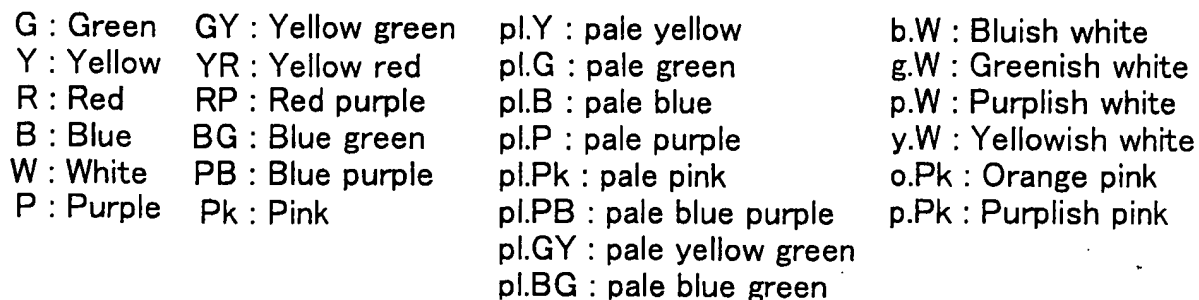 G : Green
Y : Yellow
R : Red
B : Blue
W : White
P : Purple
GY : Yellow green
YR : Yellow red
RP : Red purple
BG : Blue green
PB : Blue purple
Pk : Pink
pl.Y : pale yellow
pl.G : pale green
pl.B : pale blue
pl.P : pale purple
pl.Pk : pale pink
pl.PB : pale blue purple
pl.GY : pale yellow green
pl.BG : pale blue green
b.W : Bluish white
g.W : Greenish white
p.W : Purplish white
y.W : Yellowish white
o.Pk : Orange pink
p.Pk : Purplish pink